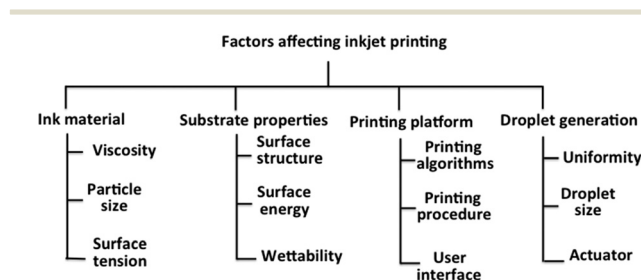 Factors affecting inkjet printing
Ink material
Viscosity
Particle
size
Surface
tension
Substrate properties
Surface
structure
Surface
energy
Wettability
Printing platform
Printing
algorithms
Printing
procedure
User
interface
Droplet generation
Uniformity
Droplet
size
Actuator